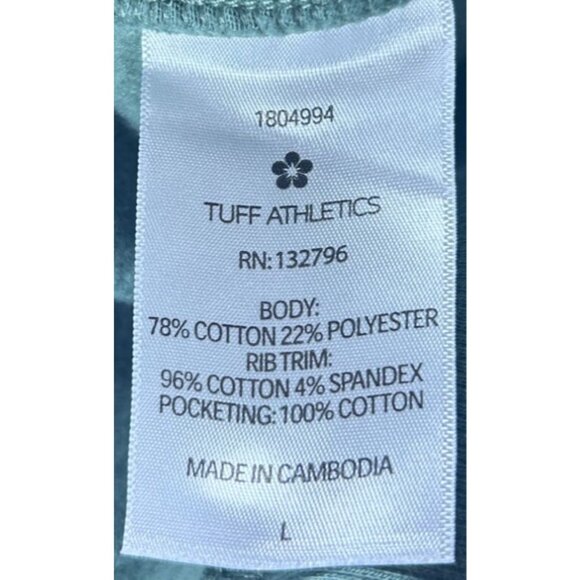 1804994
TUFF ATHLETICS
RN:132796
BODY:
78% COTTON 22% POLYESTER
RIB TRIM:
96% COTTON 4% SPANDEX
POCKETING: 100% COTTON
MADE IN CAMBODIA
L